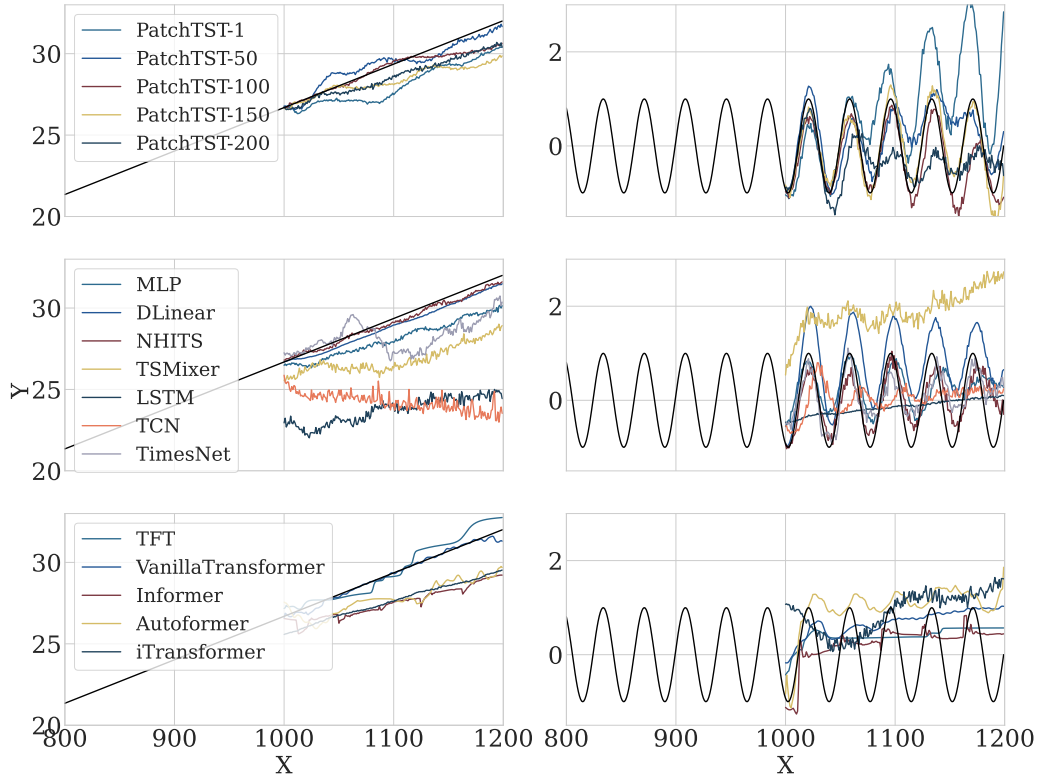 30
25
20
PatchTST-1
PatchTST-50
PatchTST-100
PatchTST-150
PatchTST-200
2
0
Y
30
25
20
MLP
DLinear
NHITS
TSMixer
LSTM
TCN
TimesNet
2
0
30
25
20
TFT
VanillaTransformer
Informer
Autoformer
iTransformer
2
0
800 900 1000 1100 1200
X
800 900 1000 1100 1200
X